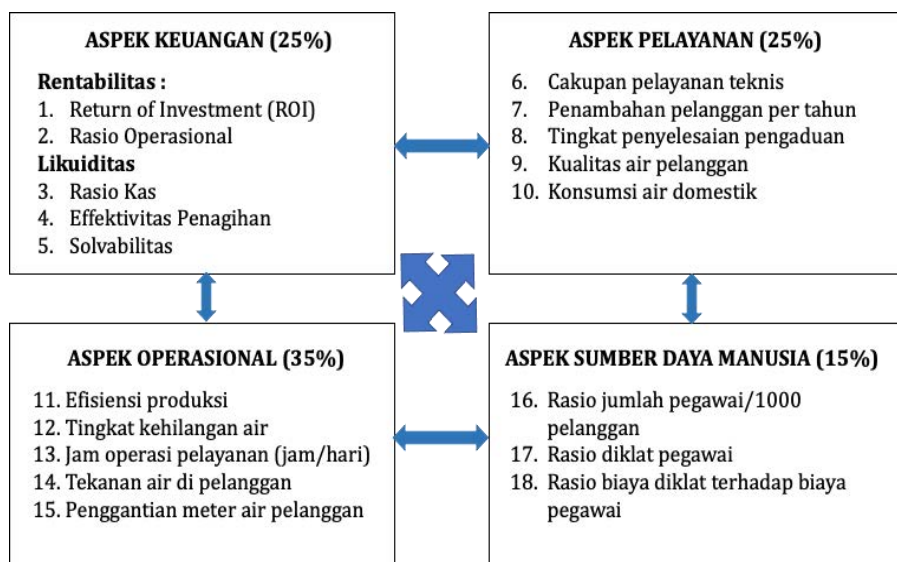 ASPEK KEUANGAN (25%)
Rentabilitas :
1. Return of Investment (ROI)
2. Rasio Operasional
Likuiditas
3. Rasio Kas
4. Effektivitas Penagihan
5. Solvabilitas
ASPEK PELAYANAN (25%)
6. Cakupan pelayanan teknis
7. Penambahan pelanggan per tahun
8. Tingkat penyelesaian pengaduan
9. Kualitas air pelanggan
10. Konsumsi air domestik
ASPEK OPERASIONAL (35%)
11. Efisiensi produksi
12. Tingkat kehilangan air
13. Jam operasi pelayanan (jam/hari)
14. Tekanan air di pelanggan
15. Penggantian meter air pelanggan
ASPEK SUMBER DAYA MANUSIA (15%)
16. Rasio jumlah pegawai/1000
pelanggan
17. Rasio diklat pegawai
18. Rasio biaya diklat terhadap biaya
pegawai